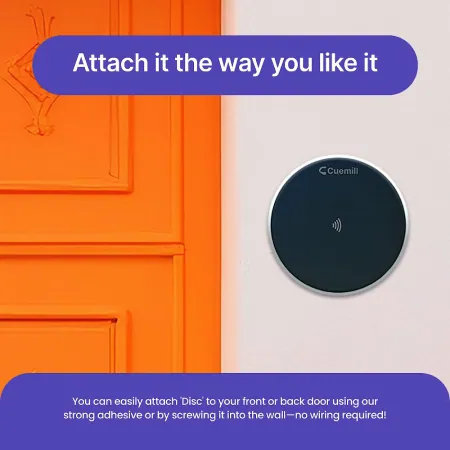 Attach it the way you like it
Cuemill
You can easily attach 'Disc' to your front or back door using our
strong adhesive or by screwing it into the wall—no wiring required!